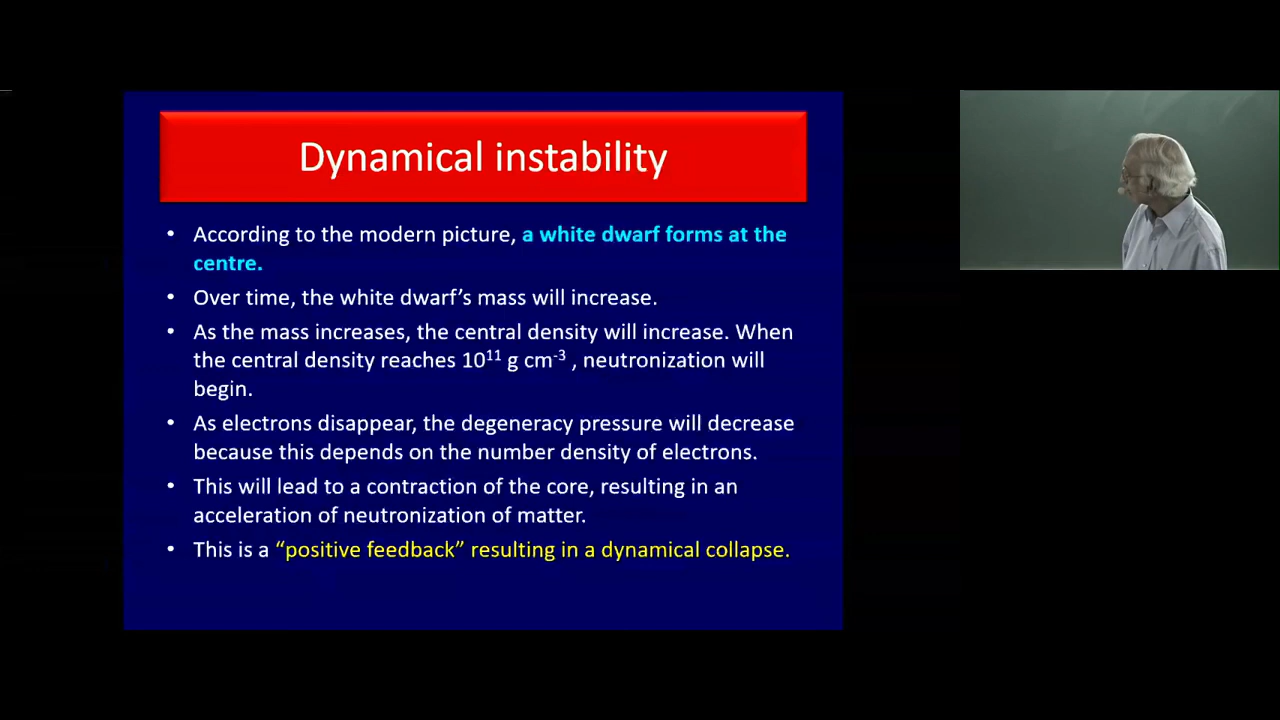 Dynamical instability
• According to the modern picture, a white dwarf forms at the
centre.
• Over time, the white dwarf’s mass will increase.
• As the mass increases, the central density will increase. When
the central density reaches 10¹¹ g cm⁻³ , neutronization will
begin.
• As electrons disappear, the degeneracy pressure will decrease
because this depends on the number density of electrons.
• This will lead to a contraction of the core, resulting in an
acceleration of neutronization of matter.
• This is a “positive feedback” resulting in a dynamical collapse.